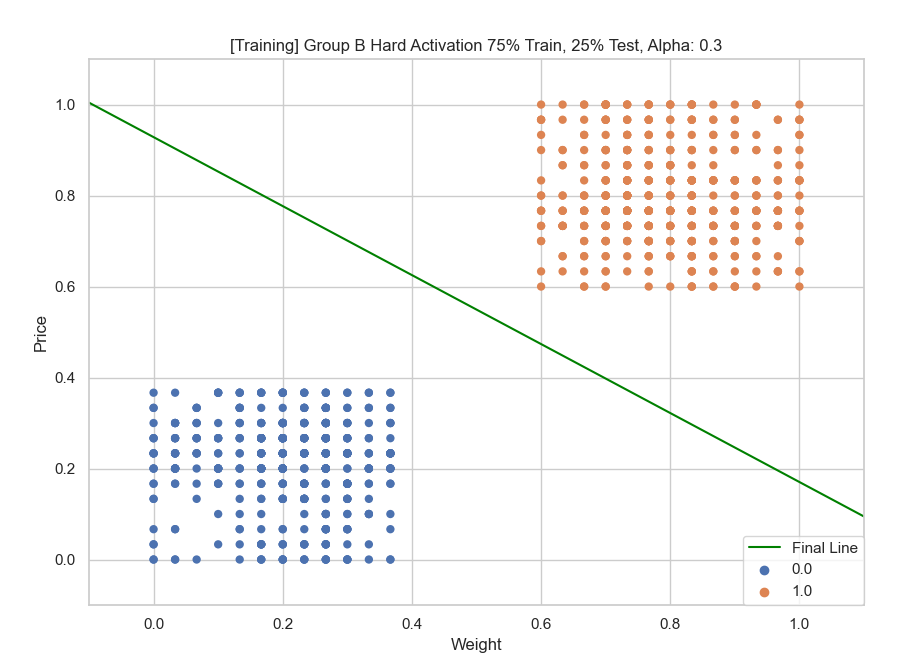 [Training] Group B Hard Activation 75% Train, 25% Test, Alpha: 0.3
1.0
0.8
0.6
0.4
0.2
0.0
Price
Final Line
0.0
1.0
0.0 0.2 0.4 0.6 0.8 1.0
Weight